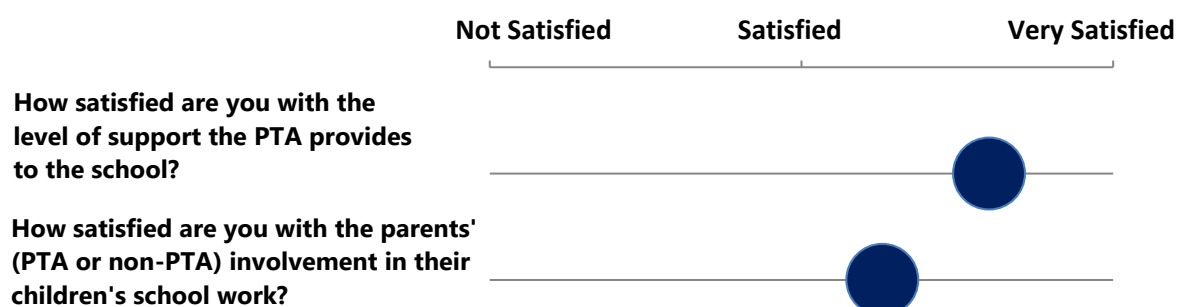 Not Satisfied Satisfied Very Satisfied
How satisfied are you with the
level of support the PTA provides
to the school?
How satisfied are you with the parents'
(PTA or non-PTA) involvement in their
children's school work?